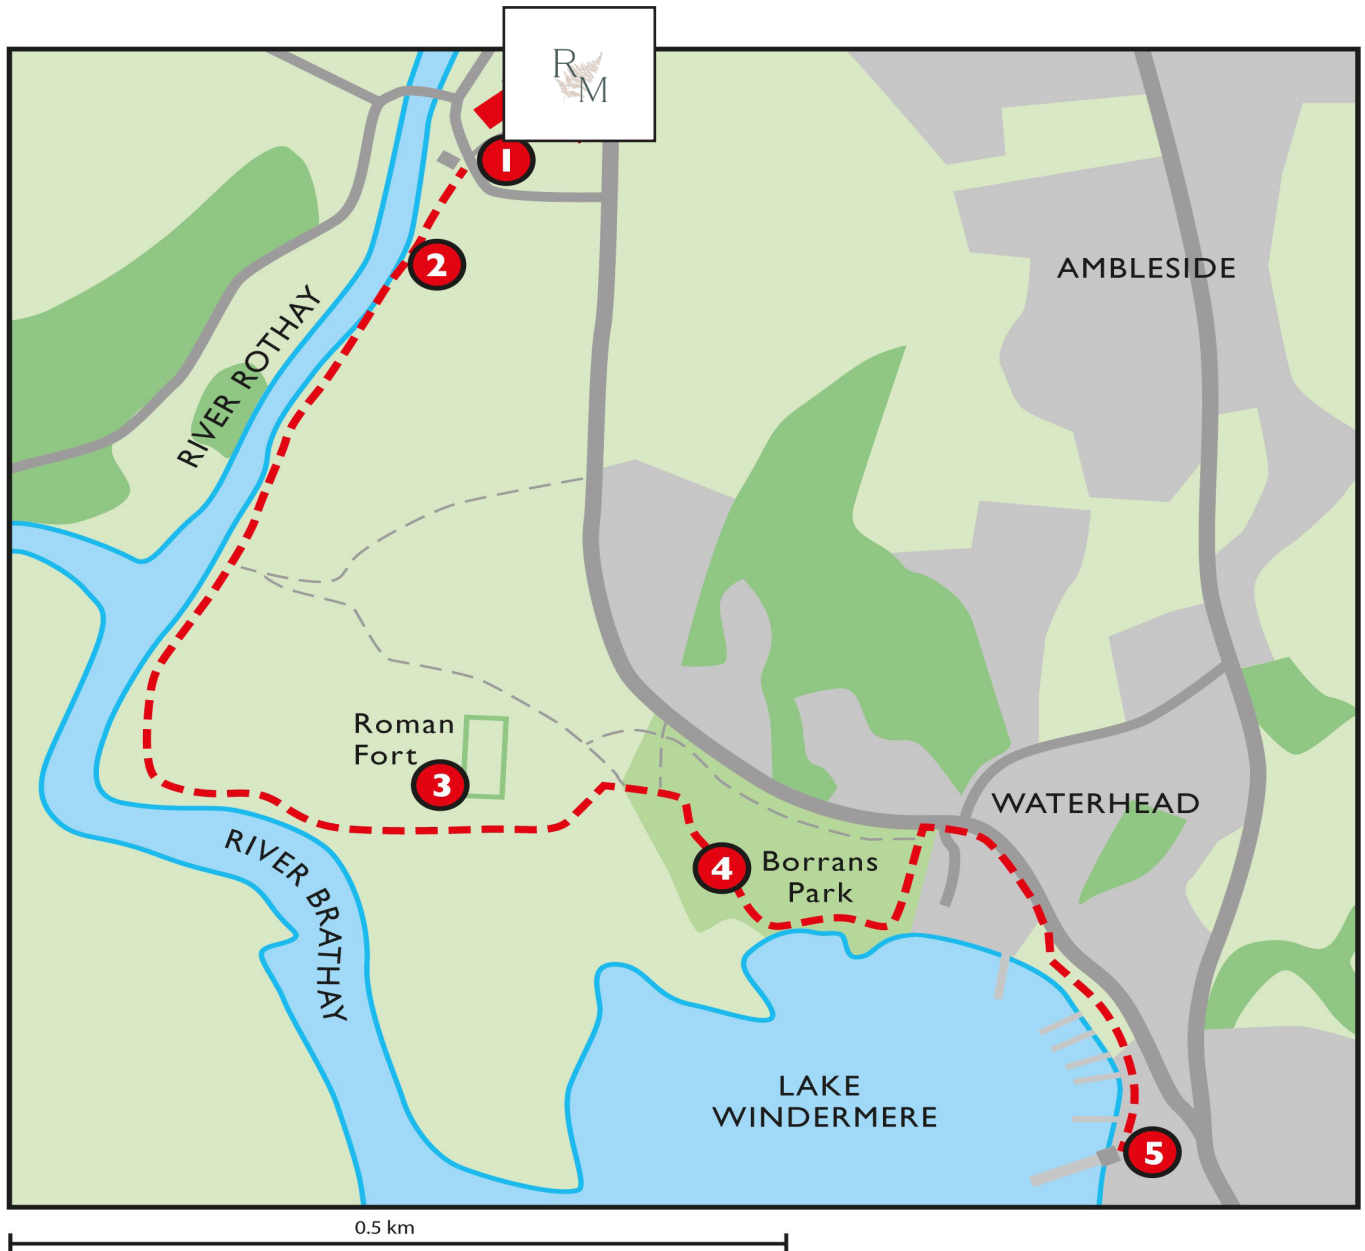 R
M
1
2
RIVER ROTHAY
AMBLESIDE
Roman
Fort
3
WATERHEAD
4
Borrans
Park
RIVER BRATHAY
LAKE
WINDERMERE
5
0.5 km